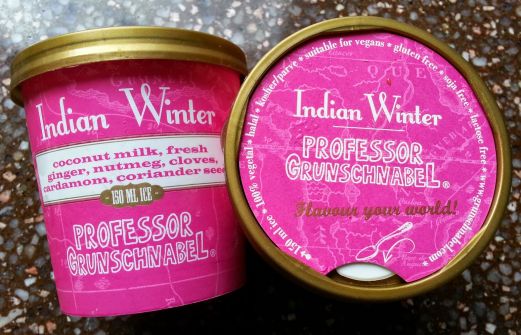 Indian Winter
coconut milk, fresh
ginger, nutmeg, cloves,
cardamom, coriander seed
150 ML ICE
PROFESSOR
GRUNSCHNABEL®
* 150 ml ice * 100% vegetal * halal * kosher/parve * suitable for vegans * gluten free * soja free * lactose free * www.grunschnabel.com
Indian Winter
PROFESSOR
GRUNSCHNABEL®
Flavour your world!